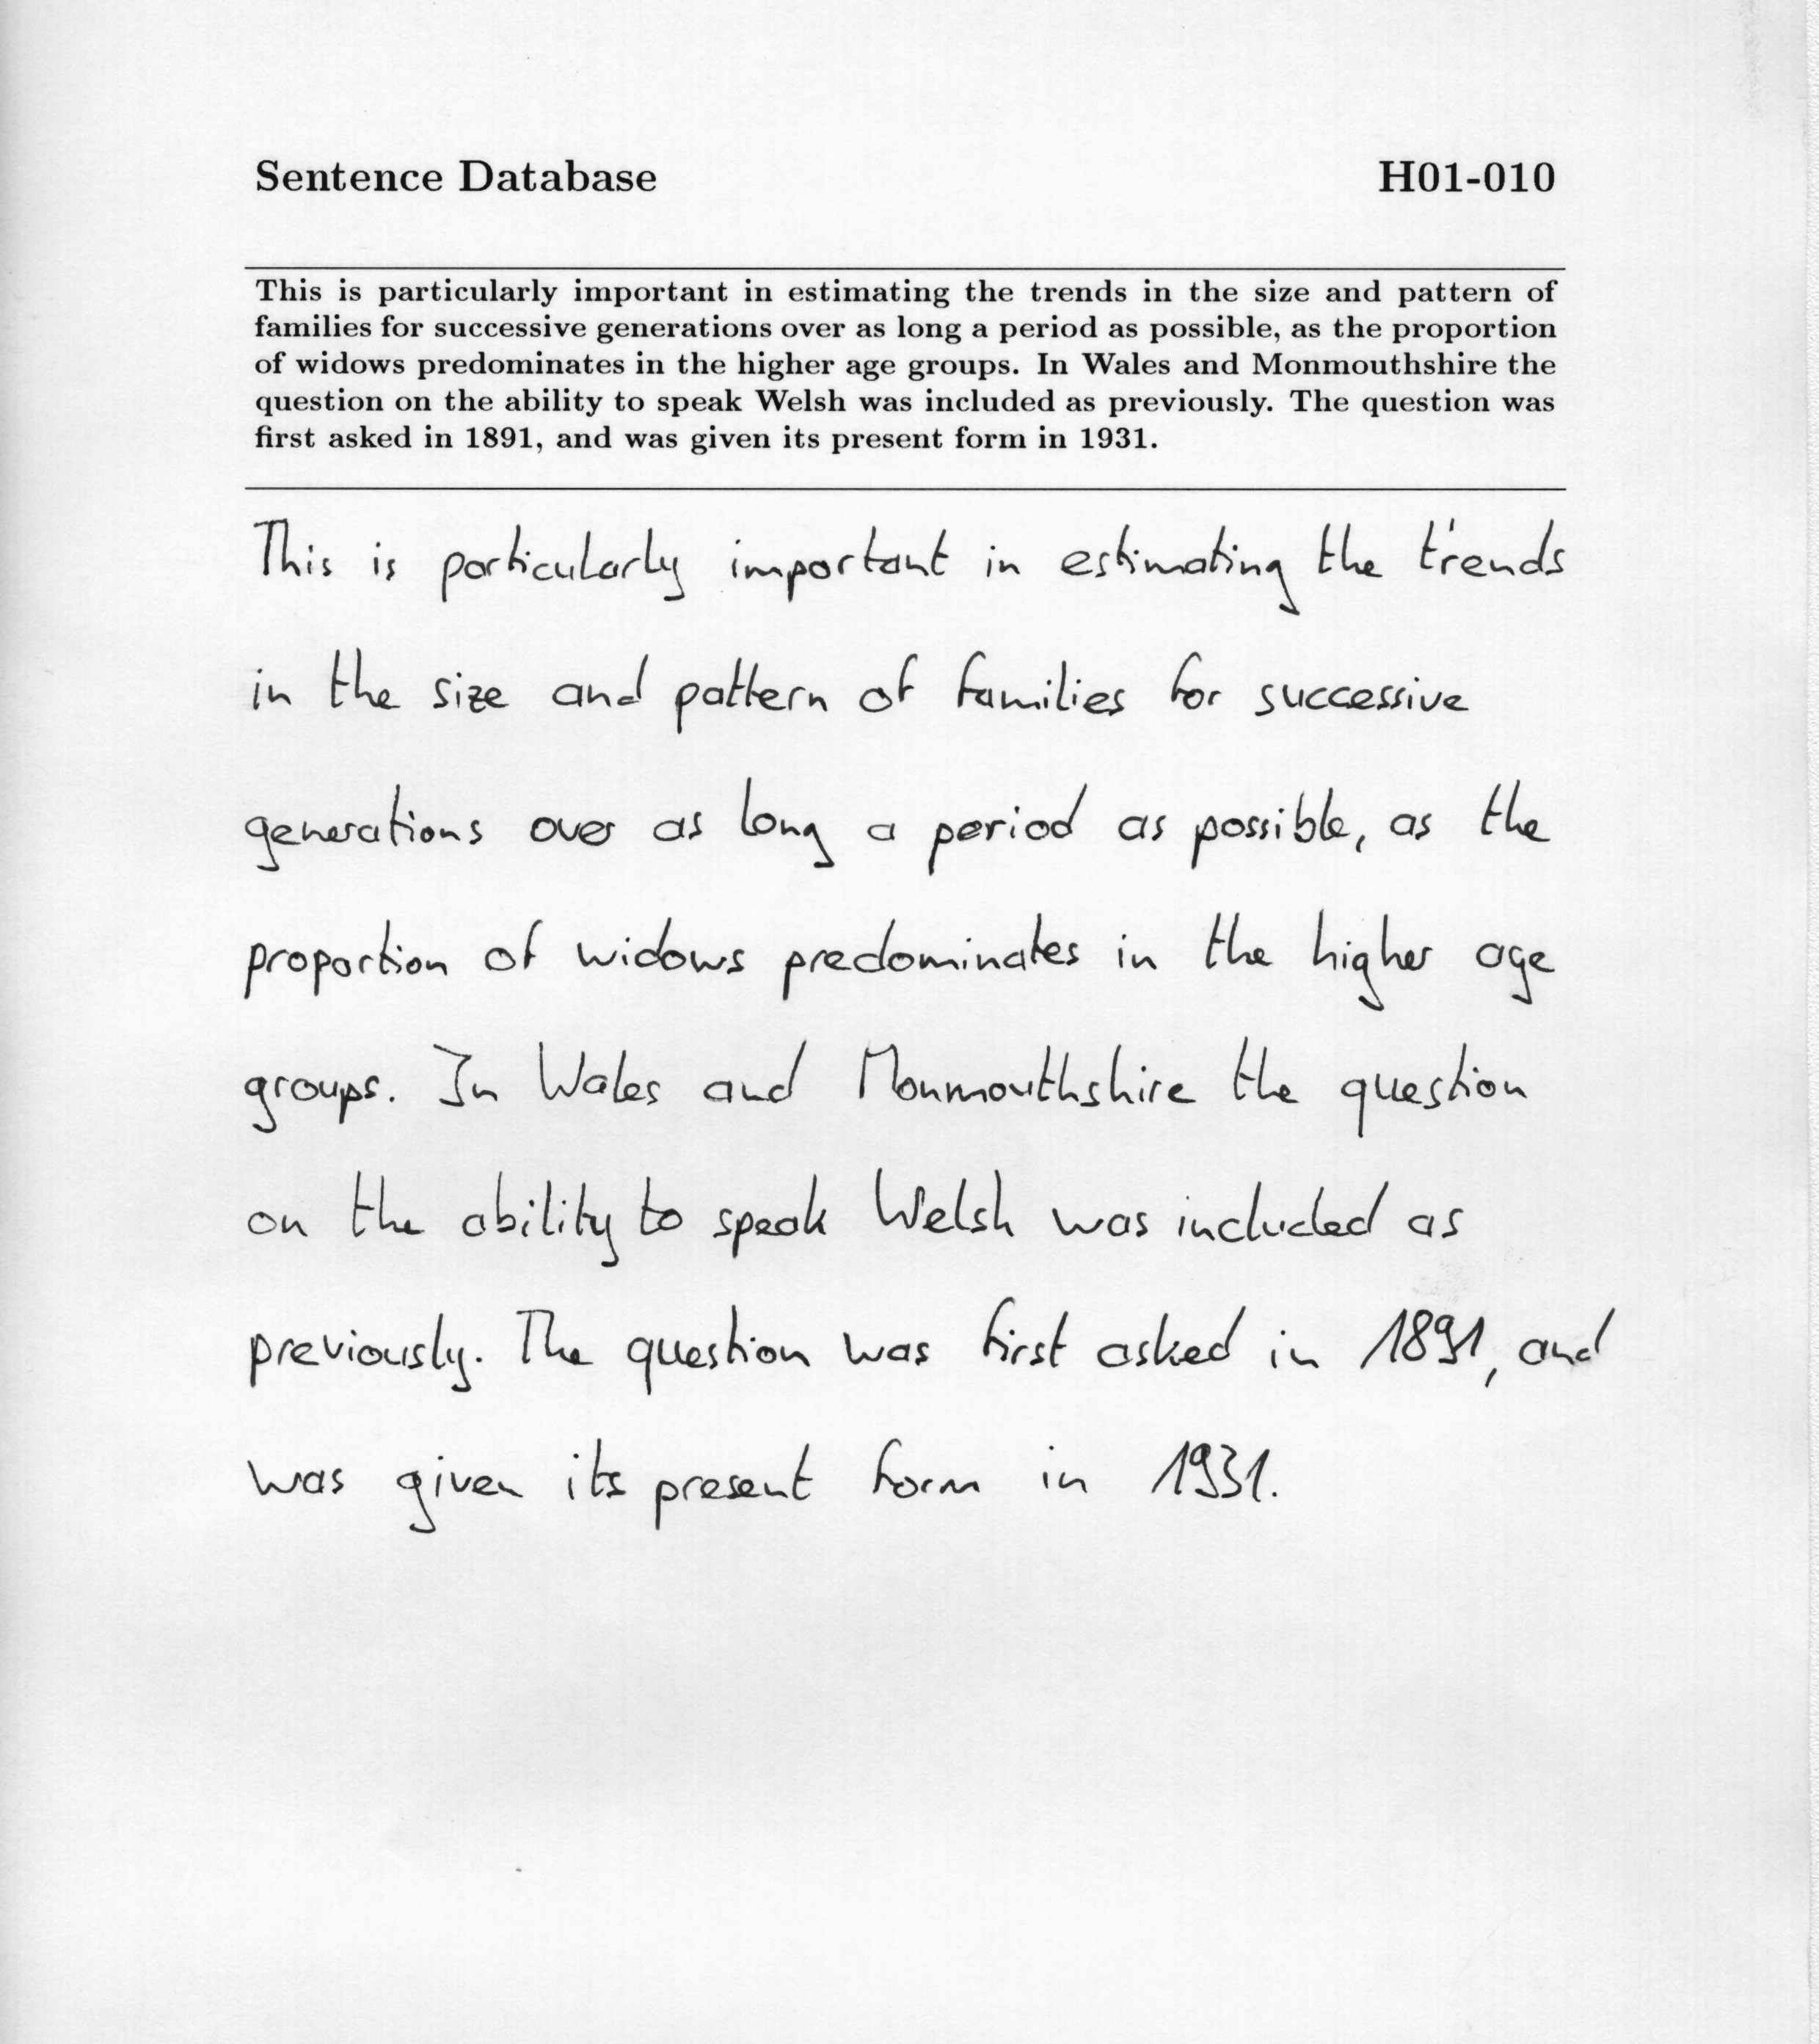 Sentence Database H01-010
This is particularly important in estimating the trends in the size and pattern of
families for successive generations over as long a period as possible, as the proportion
of widows predominates in the higher age groups. In Wales and Monmouthshire the
question on the ability to speak Welsh was included as previously. The question was
first asked in 1891, and was given its present form in 1931.
This is particularly important in estimating the trends
in the size and pattern of families for successive
generations over as long a period as possible, as the
proportion of widows predominates in the higher age
groups. In Wales and Monmouthshire the question
on the ability to speak Welsh was included as
previously. The question was first asked in 1891, and
was given its present form in 1931.